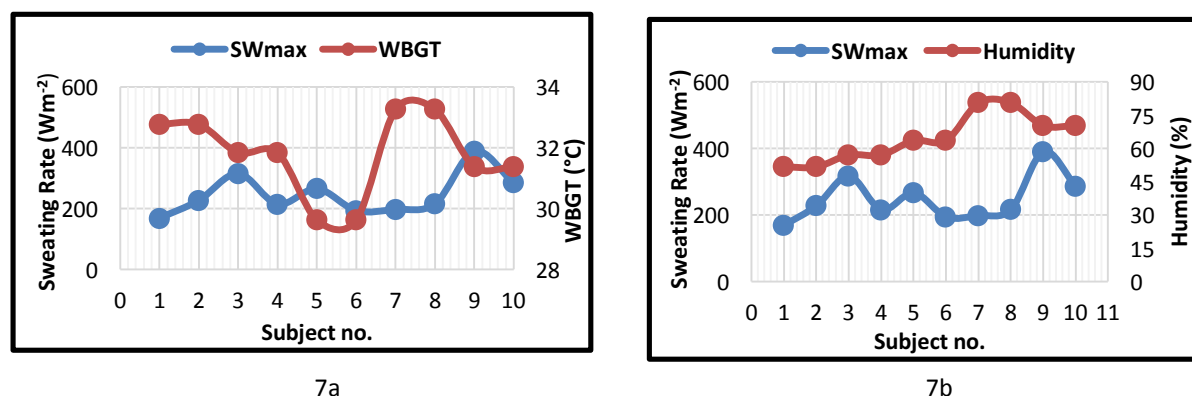 SWmax WBGT
600
400
200
0
34
32
30
28
0 1 2 3 4 5 6 7 8 9 10
Sweating Rate (Wm⁻²)
WBGT (°C)
Subject no.
7a
SWmax Humidity
600
400
200
0
90
75
60
45
30
15
0
0 1 2 3 4 5 6 7 8 9 10 11
Sweating Rate (Wm⁻²)
Humidity (%)
Subject no.
7b